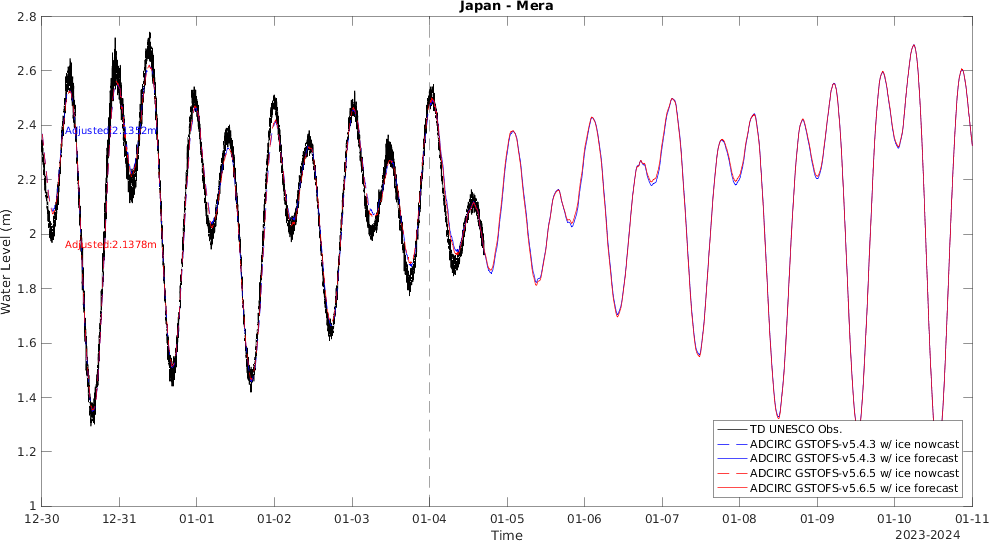 Japan - Mera
2.8
2.6
2.4
2.2
2
1.8
1.6
1.4
1.2
1
Water Level (m)
Adjusted:2.1352m
Adjusted:2.1378m
TD UNESCO Obs.
ADCIRC GSTOFS-v5.4.3 w/ ice nowcast
ADCIRC GSTOFS-v5.4.3 w/ ice forecast
ADCIRC GSTOFS-v5.6.5 w/ ice nowcast
ADCIRC GSTOFS-v5.6.5 w/ ice forecast
12-30 12-31 01-01 01-02 01-03 01-04 01-05 01-06 01-07 01-08 01-09 01-10 01-11
Time
2023-2024